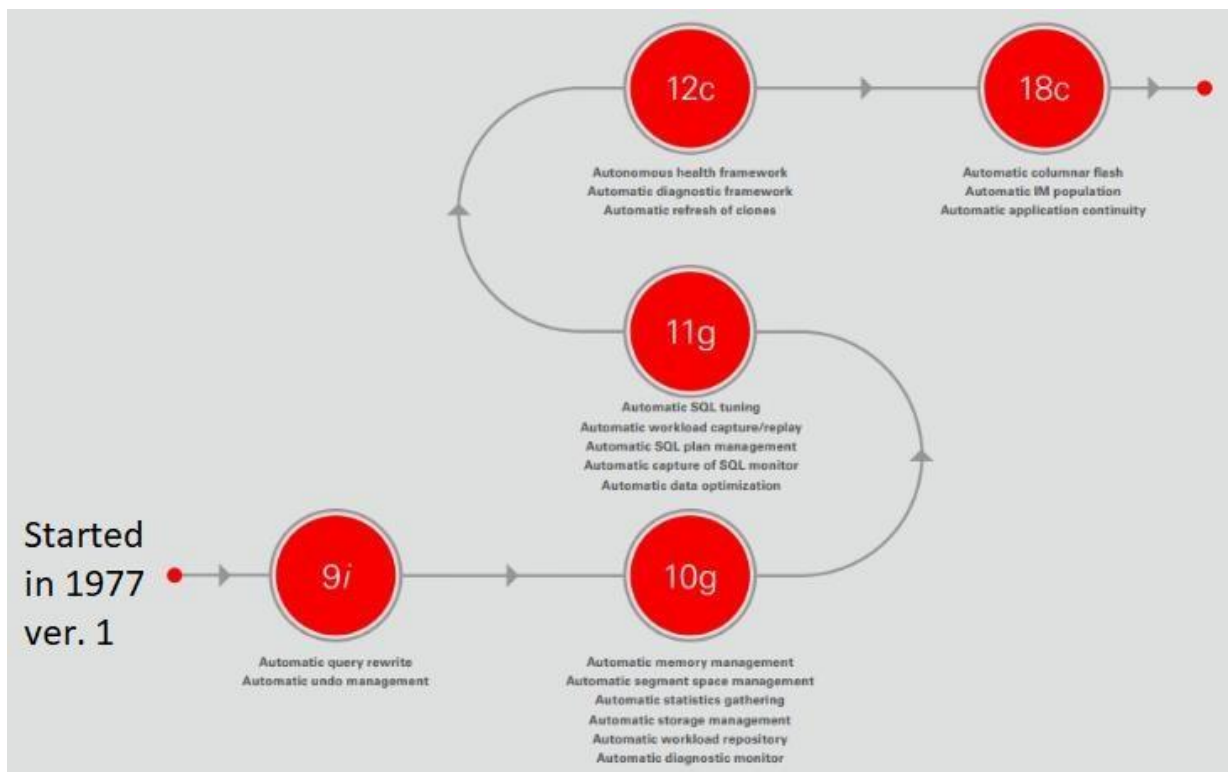 12c
Autonomous health framework
Automatic diagnostic framework
Automatic refresh of clones
18c
Automatic columnar flash
Automatic IM population
Automatic application continuity
11g
Automatic SQL tuning
Automatic workload capture/replay
Automatic SQL plan management
Automatic capture of SQL monitor
Automatic data optimization
Started
in 1977
ver. 1
9i
Automatic query rewrite
Automatic undo management
10g
Automatic memory management
Automatic segment space management
Automatic statistics gathering
Automatic storage management
Automatic workload repository
Automatic diagnostic monitor